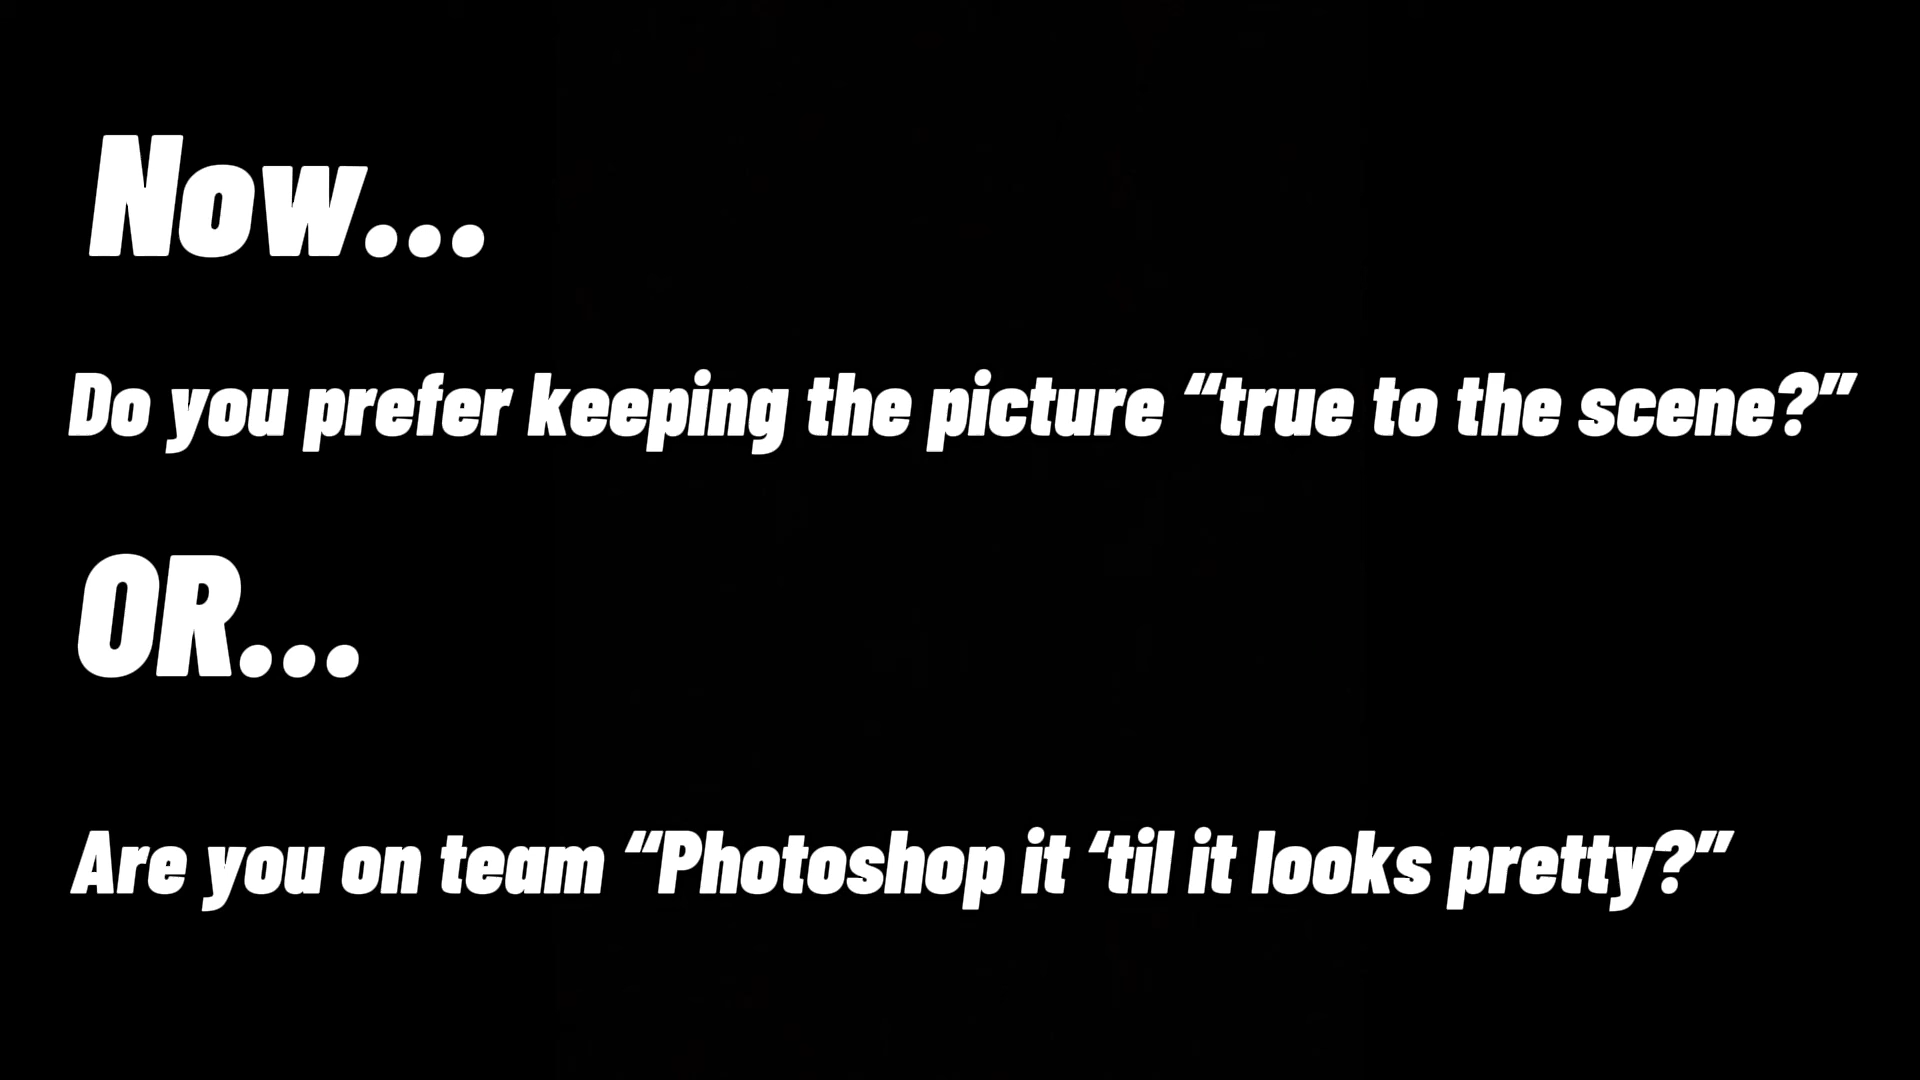 Now...
Do you prefer keeping the picture “true to the scene?”
OR...
Are you on team “Photoshop it ‘til it looks pretty?”